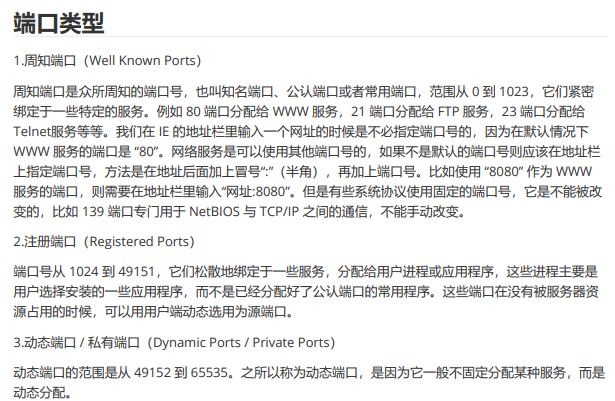 端口类型
1.周知端口（Well Known Ports）
周知端口是众所周知的端口号，也叫知名端口、公认端口或者常用端口，范围从 0 到 1023，它们紧密
绑定于一些特定的服务。例如 80 端口分配给 WWW 服务，21 端口分配给 FTP 服务，23 端口分配给
Telnet服务等等。我们在 IE 的地址栏里输入一个网址的时候是不必指定端口号的，因为在默认情况下
WWW 服务的端口是 “80”。网络服务是可以使用其他端口号的，如果不是默认的端口号则应该在地址栏
上指定端口号，方法是在地址后面加上冒号“:”（半角），再加上端口号。比如使用 “8080” 作为 WWW
服务的端口，则需要在地址栏里输入“网址:8080”。但是有些系统协议使用固定的端口号，它是不能被改
变的，比如 139 端口专门用于 NetBIOS 与 TCP/IP 之间的通信，不能手动改变。
2.注册端口（Registered Ports）
端口号从 1024 到 49151，它们松散地绑定于一些服务，分配给用户进程或应用程序，这些进程主要是
用户选择安装的一些应用程序，而不是已经分配好了公认端口的常用程序。这些端口在没有被服务器资
源占用的时候，可以用用户端动态选用为源端口。
3.动态端口 / 私有端口（Dynamic Ports / Private Ports）
动态端口的范围是从 49152 到 65535。之所以称为动态端口，是因为它一般不固定分配某种服务，而是
动态分配。